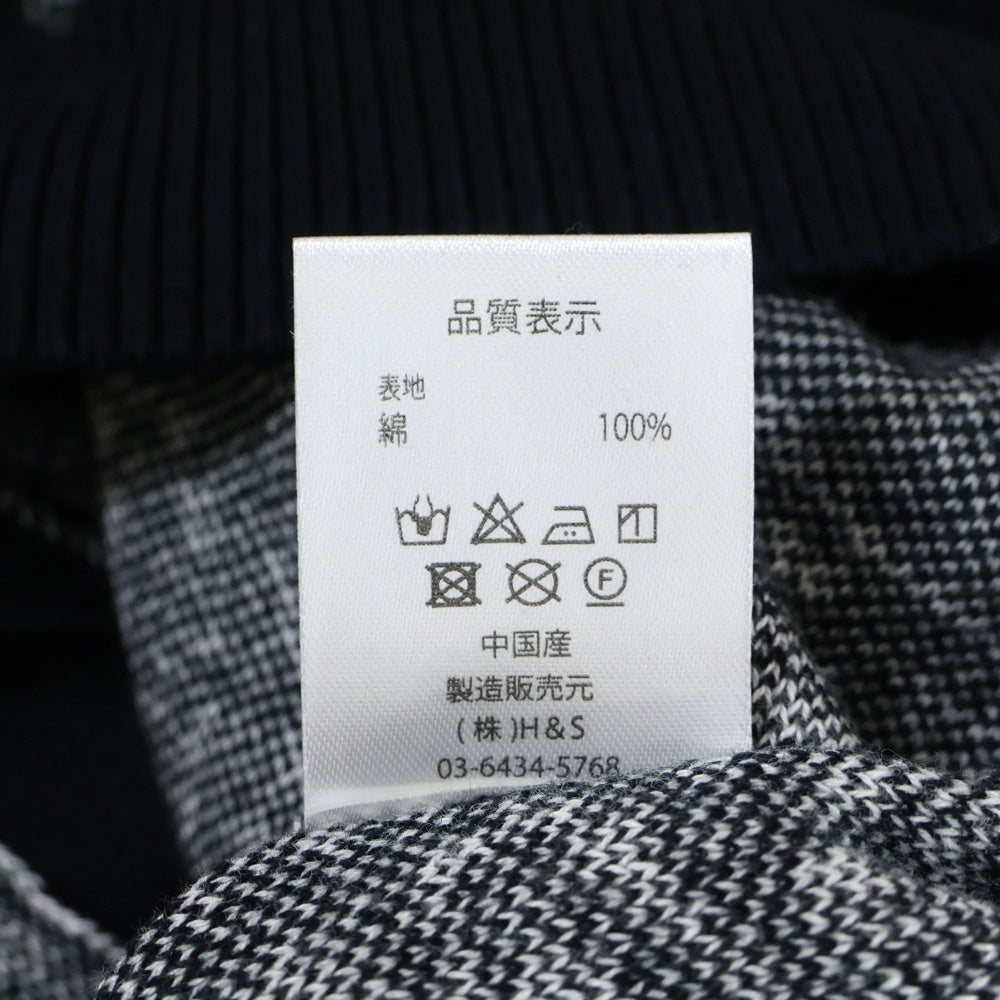 品質表示
表地
綿 100%
F
中国産
製造販売元
(株)H&S
03-6434-5768